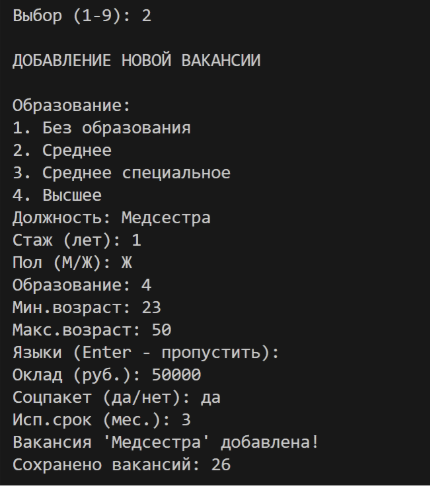 Выбор (1-9): 2
ДОБАВЛЕНИЕ НОВОЙ ВАКАНСИИ
Образование:
1. Без образования
2. Среднее
3. Среднее специальное
4. Высшее
Должность: Медсестра
Стаж (лет): 1
Пол (М/Ж): Ж
Образование: 4
Мин.возраст: 23
Макс.возраст: 50
Языки (Enter - пропустить):
Оклад (руб.): 50000
Соцпакет (да/нет): да
Исп.срок (мес.): 3
Вакансия 'Медсестра' добавлена!
Сохранено вакансий: 26